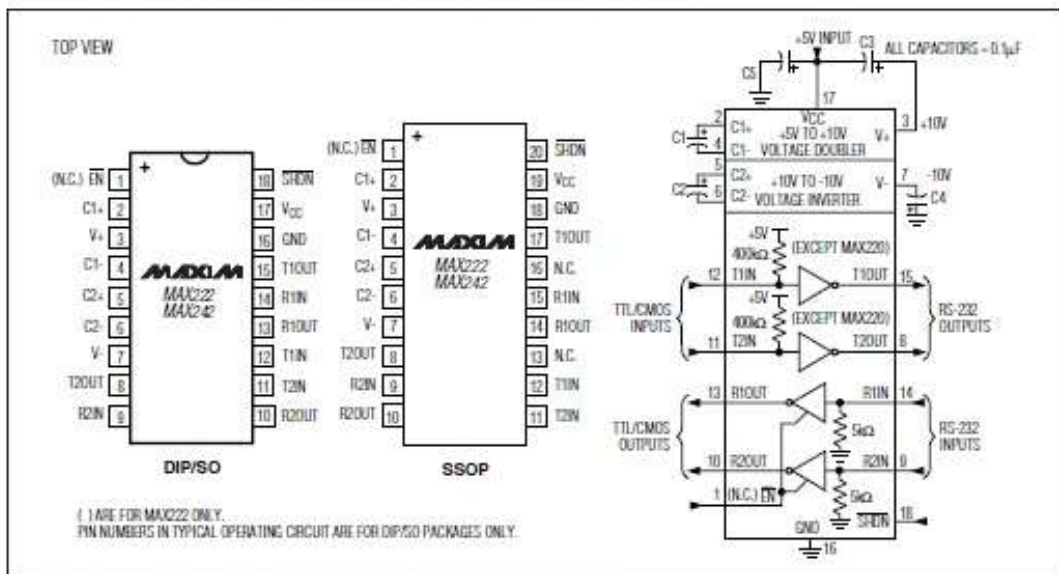 TOP VIEW
(N.C.) EN 1
C1+ 2
V+ 3
C1- 4
C2+ 5
C2- 6
V- 7
T2OUT 8
R2IN 9
+
MAXIM
MAX222
MAX242
18 SHDN
17 VCC
16 GND
15 T1OUT
14 R1IN
13 R1OUT
12 T1IN
11 T2IN
10 R2OUT
DIP/SO
(N.C.) EN 1
C1+ 2
V+ 3
C1- 4
C2+ 5
C2- 6
V- 7
T2OUT 8
R2IN 9
R2OUT 10
+
MAXIM
MAX222
MAX242
20 SHDN
19 VCC
18 GND
17 T1OUT
16 N.C.
15 R1IN
14 R1OUT
13 N.C.
12 T1IN
11 T2IN
SSOP
( ) ARE FOR MAX222 ONLY.
PIN NUMBERS IN TYPICAL OPERATING CIRCUIT ARE FOR DIP/SO PACKAGES ONLY.
+5V INPUT C3
ALL CAPACITORS = 0.1μF
C5
17
VCC
C1 2 C1+ +5V TO +10V V+ 3 +10V
4 C1- VOLTAGE DOUBLER
C2 5 C2+ +10V TO -10V V- 7 -10V
6 C2- VOLTAGE INVERTER C4
+5V
400kΩ (EXCEPT MAX220)
12 T1IN T1OUT 15
+5V
TTL/CMOS INPUTS
RS-232 OUTPUTS
400kΩ (EXCEPT MAX220)
11 T2IN T2OUT 8
13 R1OUT R1IN 14
5kΩ
TTL/CMOS OUTPUTS
RS-232 INPUTS
10 R2OUT R2IN 9
1 (N.C.) EN 5kΩ
SHDN 18
GND
16